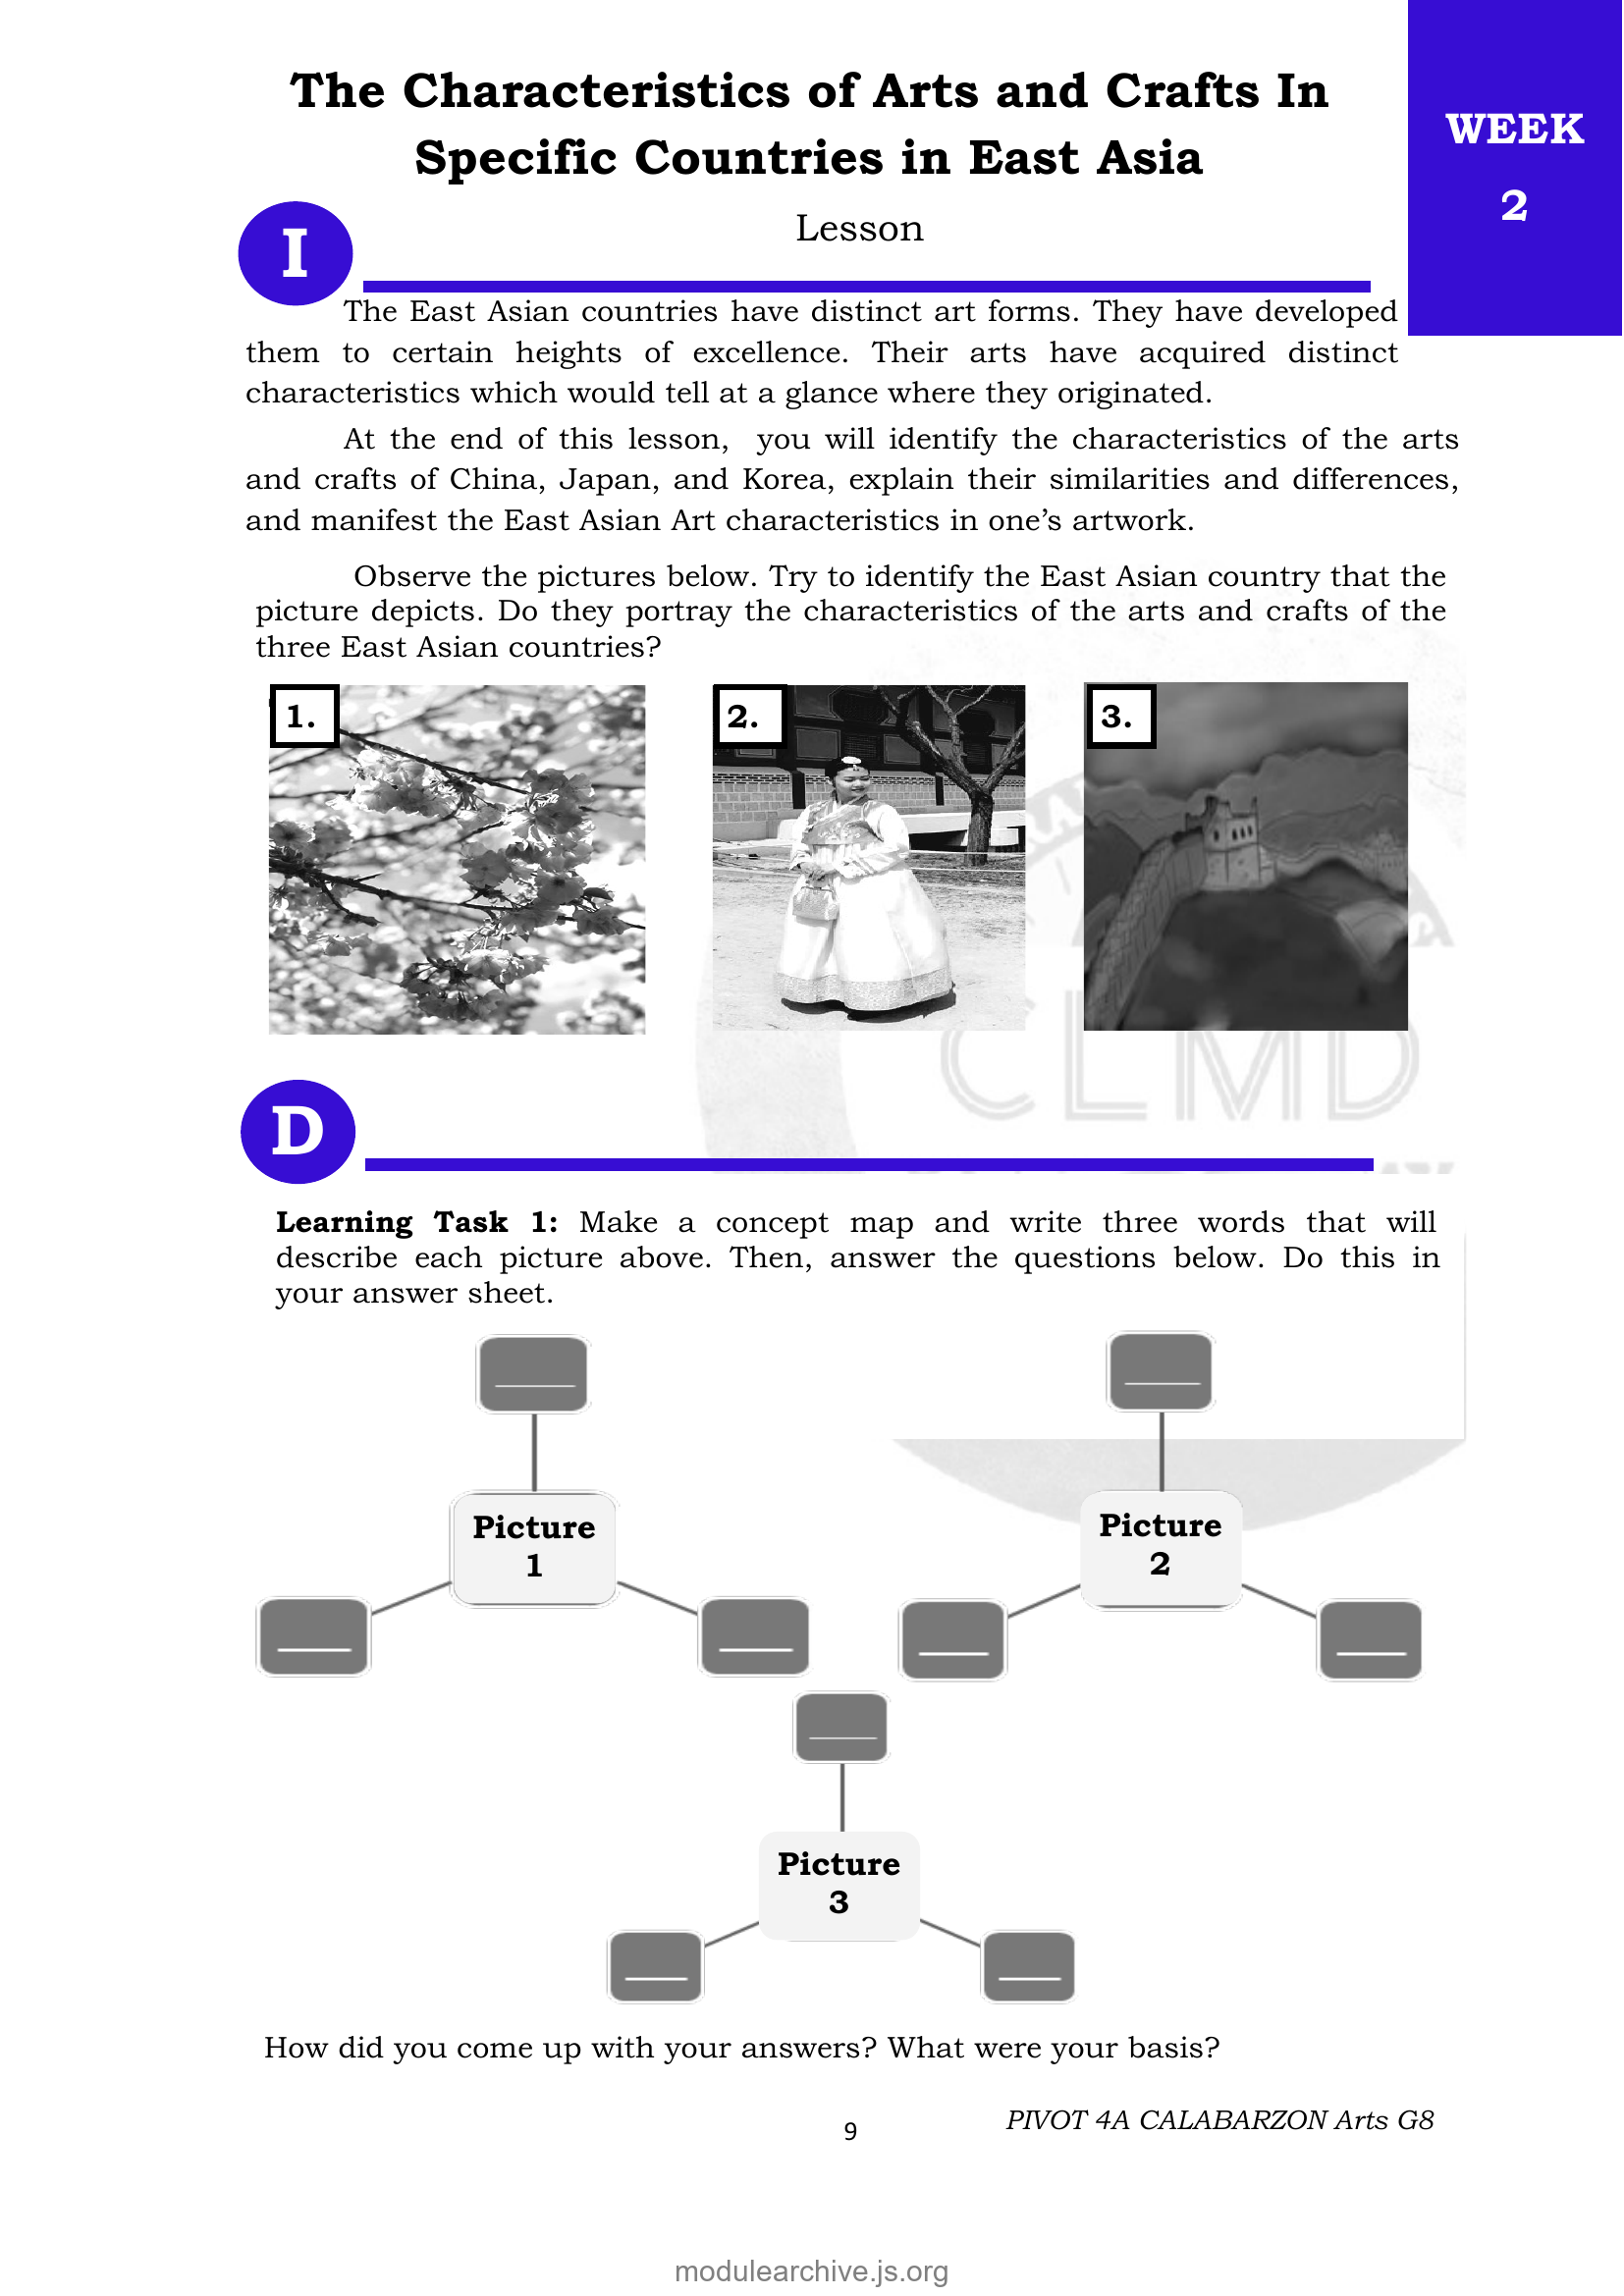 The Characteristics of Arts and Crafts In
Specific Countries in East Asia
WEEK
2
I
Lesson
The East Asian countries have distinct art forms. They have developed
them to certain heights of excellence. Their arts have acquired distinct
characteristics which would tell at a glance where they originated.
At the end of this lesson, you will identify the characteristics of the arts
and crafts of China, Japan, and Korea, explain their similarities and differences,
and manifest the East Asian Art characteristics in one’s artwork.
Observe the pictures below. Try to identify the East Asian country that the
picture depicts. Do they portray the characteristics of the arts and crafts of the
three East Asian countries?
1.
2.
3.
CLMD
D
Learning Task 1: Make a concept map and write three words that will
describe each picture above. Then, answer the questions below. Do this in
your answer sheet.
Picture
1
Picture
2
Picture
3
How did you come up with your answers? What were your basis?
9
PIVOT 4A CALABARZON Arts G8
modulearchive.js.org